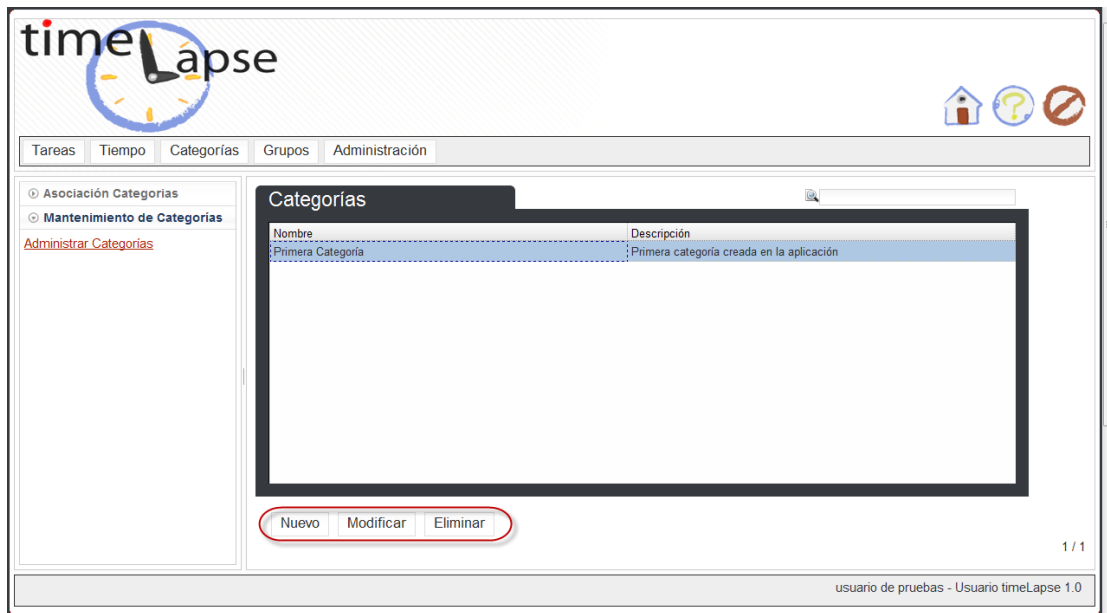 timeLapse
Tareas Tiempo Categorías Grupos Administración
Asociación Categorias
Mantenimiento de Categorías
Administrar Categorías
Categorías
Nombre Descripción
Primera Categoría Primera categoría creada en la aplicación
Nuevo Modificar Eliminar
1 / 1
usuario de pruebas - Usuario timeLapse 1.0